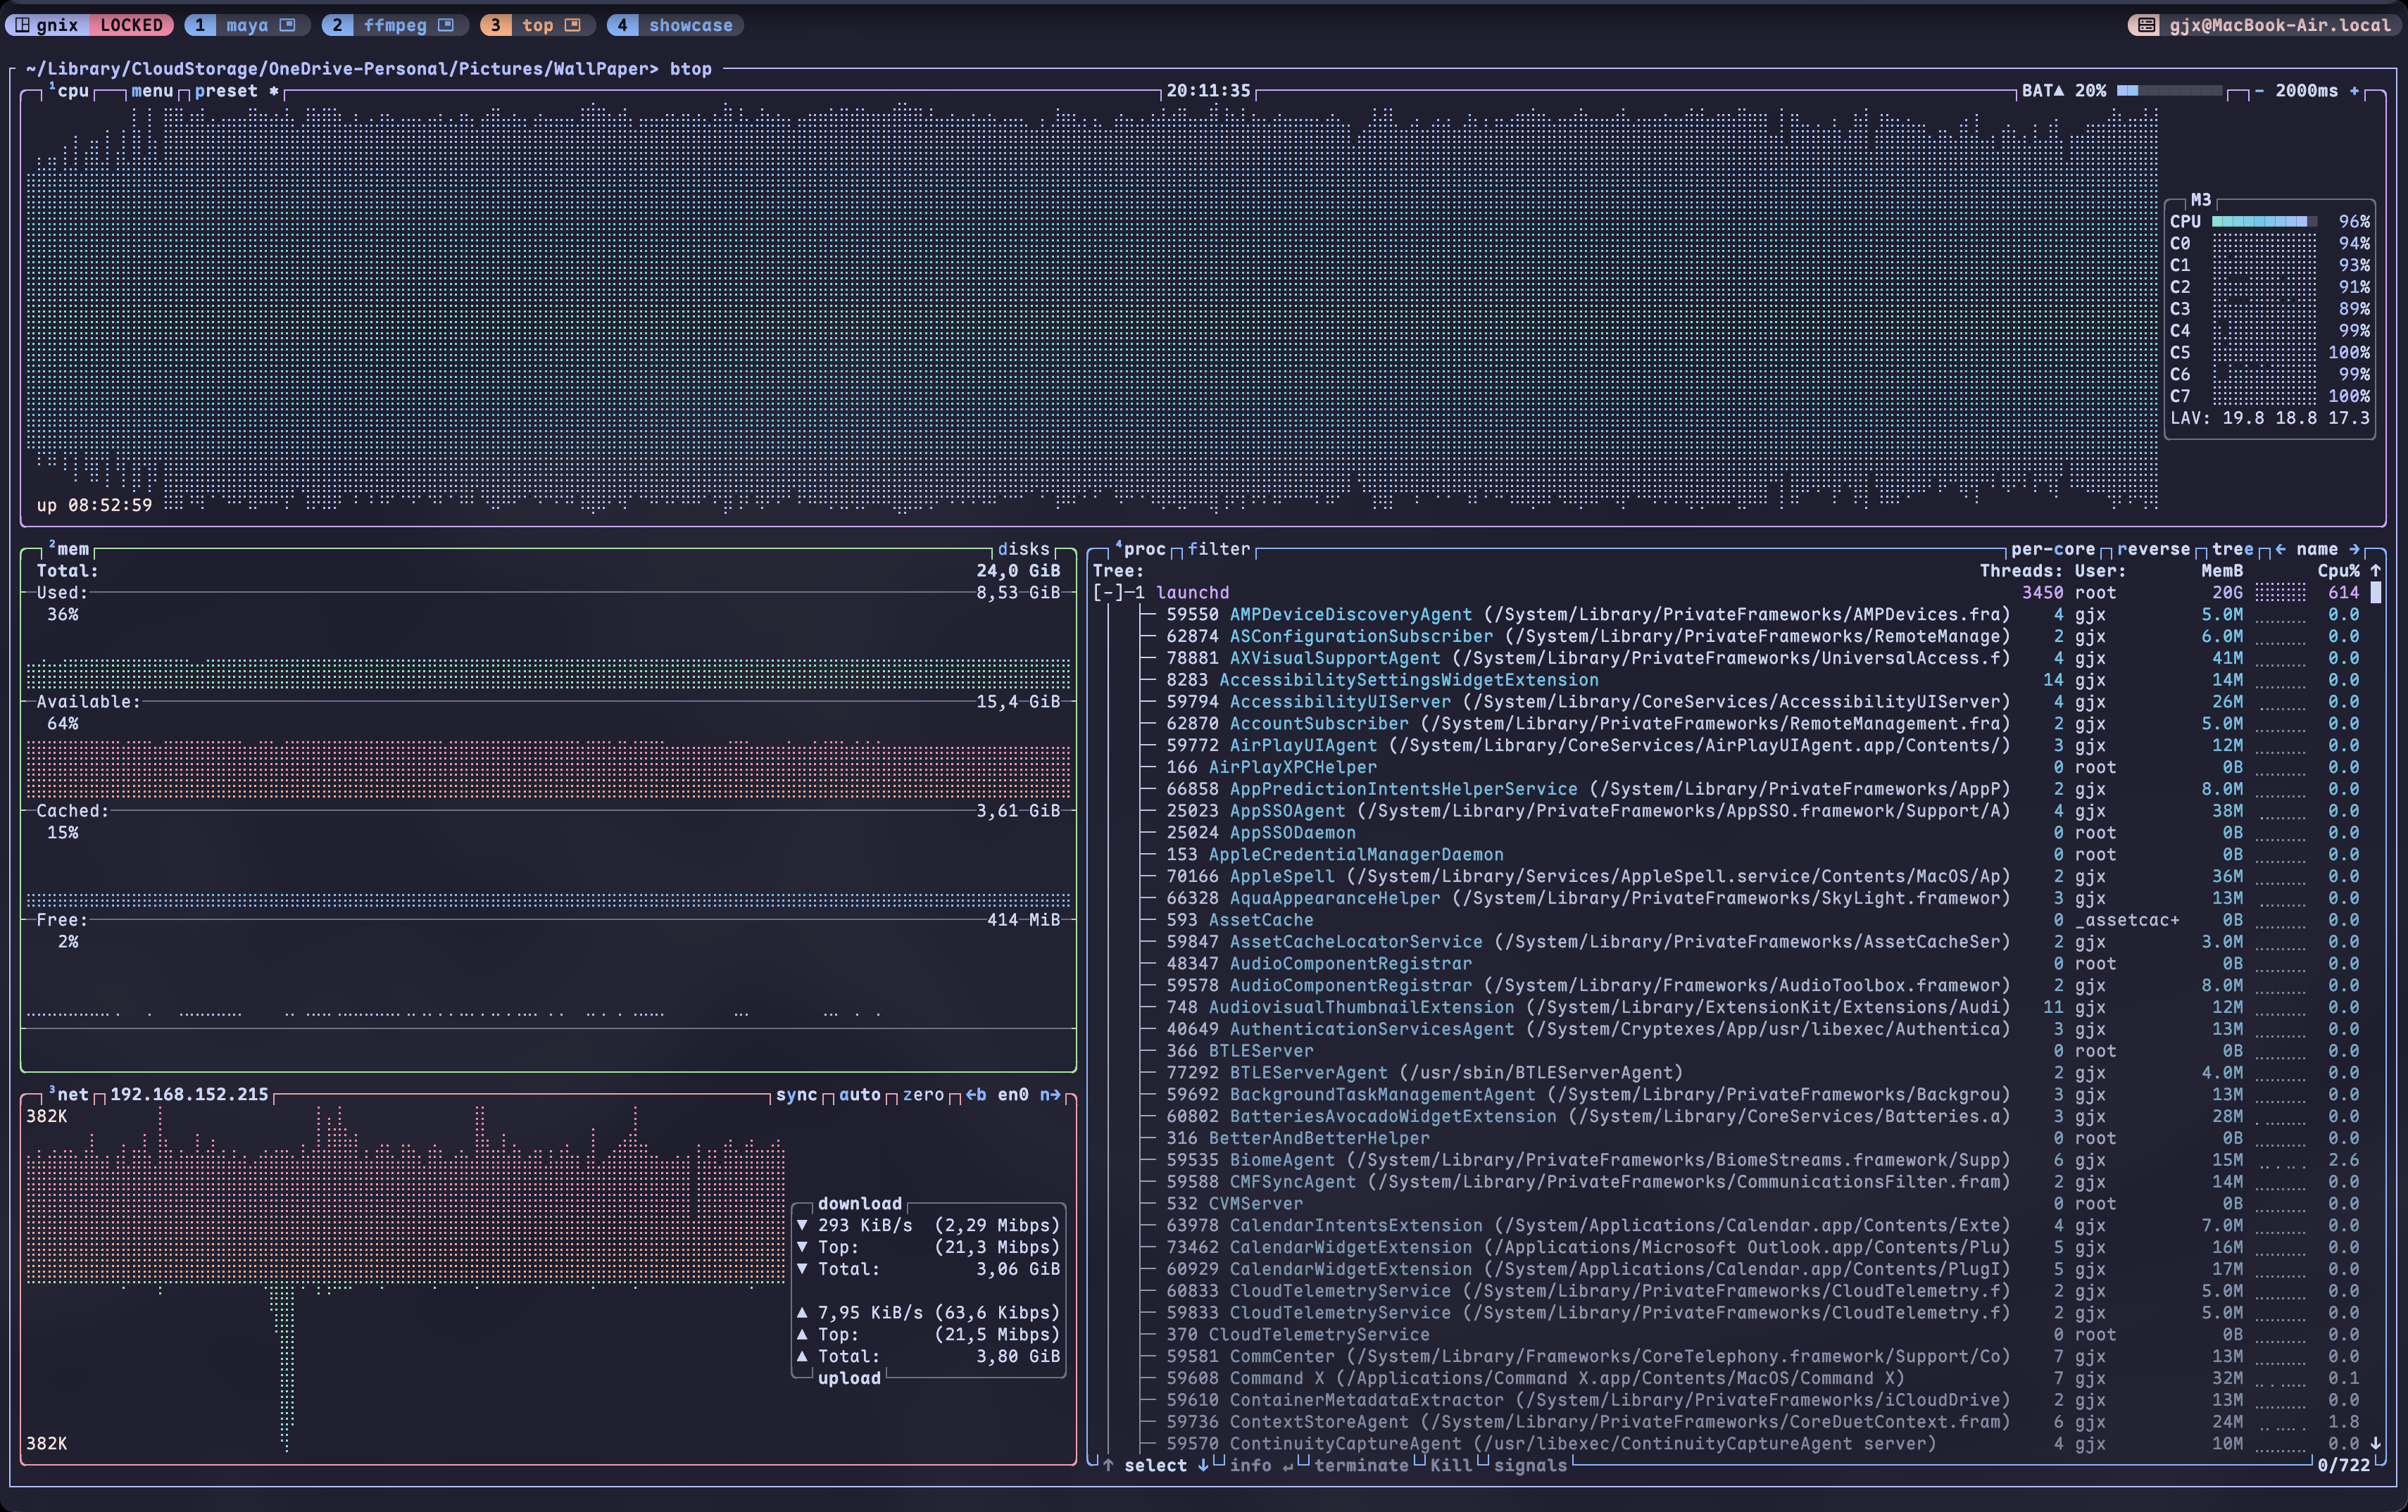 gnix LOCKED 1 maya 2 ffmpeg 3 top 4 showcase gjx@MacBook-Air.local
~/Library/CloudStorage/OneDrive-Personal/Pictures/WallPaper> btop
1cpu menu preset * 20:11:35 BAT▲ 20% - 2000ms +
M3
CPU 96%
C0 94%
C1 93%
C2 91%
C3 89%
C4 99%
C5 100%
C6 99%
C7 100%
LAV: 19.8 18.8 17.3
up 08:52:59
2mem disks
Total: 24,0 GiB
Used: 8,53 GiB
36%
Available: 15,4 GiB
64%
Cached: 3,61 GiB
15%
Free: 414 MiB
2%
3net 192.168.152.215 sync auto zero ←b en0 n→
382K
download
▼ 293 KiB/s (2,29 Mibps)
▼ Top: (21,3 Mibps)
▼ Total: 3,06 GiB
▲ 7,95 KiB/s (63,6 Kibps)
▲ Top: (21,5 Mibps)
▲ Total: 3,80 GiB
upload
382K
4proc filter per-core reverse tree ← name →
Tree: Threads: User: MemB Cpu% ↑
[-]─1 launchd 3450 root 20G 614
59550 AMPDeviceDiscoveryAgent (/System/Library/PrivateFrameworks/AMPDevices.fra) 4 gjx 5.0M 0.0
62874 ASConfigurationSubscriber (/System/Library/PrivateFrameworks/RemoteManage) 2 gjx 6.0M 0.0
78881 AXVisualSupportAgent (/System/Library/PrivateFrameworks/UniversalAccess.f) 4 gjx 41M 0.0
8283 AccessibilitySettingsWidgetExtension 14 gjx 14M 0.0
59794 AccessibilityUIServer (/System/Library/CoreServices/AccessibilityUIServer) 4 gjx 26M 0.0
62870 AccountSubscriber (/System/Library/PrivateFrameworks/RemoteManagement.fra) 2 gjx 5.0M 0.0
59772 AirPlayUIAgent (/System/Library/CoreServices/AirPlayUIAgent.app/Contents/) 3 gjx 12M 0.0
166 AirPlayXPCHelper 0 root 0B 0.0
66858 AppPredictionIntentsHelperService (/System/Library/PrivateFrameworks/AppP) 2 gjx 8.0M 0.0
25023 AppSSOAgent (/System/Library/PrivateFrameworks/AppSSO.framework/Support/A) 4 gjx 38M 0.0
25024 AppSSODaemon 0 root 0B 0.0
153 AppleCredentialManagerDaemon 0 root 0B 0.0
70166 AppleSpell (/System/Library/Services/AppleSpell.service/Contents/MacOS/Ap) 2 gjx 36M 0.0
66328 AquaAppearanceHelper (/System/Library/PrivateFrameworks/SkyLight.framewor) 3 gjx 13M 0.0
593 AssetCache 0 _assetcac+ 0B 0.0
59847 AssetCacheLocatorService (/System/Library/PrivateFrameworks/AssetCacheSer) 2 gjx 3.0M 0.0
48347 AudioComponentRegistrar 0 root 0B 0.0
59578 AudioComponentRegistrar (/System/Library/Frameworks/AudioToolbox.framewor) 2 gjx 8.0M 0.0
748 AudiovisualThumbnailExtension (/System/Library/ExtensionKit/Extensions/Audi) 11 gjx 12M 0.0
40649 AuthenticationServicesAgent (/System/Cryptexes/App/usr/libexec/Authentica) 3 gjx 13M 0.0
366 BTLEServer 0 root 0B 0.0
77292 BTLEServerAgent (/usr/sbin/BTLEServerAgent) 2 gjx 4.0M 0.0
59692 BackgroundTaskManagementAgent (/System/Library/PrivateFrameworks/Backgrou) 3 gjx 13M 0.0
60802 BatteriesAvocadoWidgetExtension (/System/Library/CoreServices/Batteries.a) 3 gjx 28M 0.0
316 BetterAndBetterHelper 0 root 0B 0.0
59535 BiomeAgent (/System/Library/PrivateFrameworks/BiomeStreams.framework/Supp) 6 gjx 15M 2.6
59588 CMFSyncAgent (/System/Library/PrivateFrameworks/CommunicationsFilter.fram) 2 gjx 14M 0.0
532 CVMServer 0 root 0B 0.0
63978 CalendarIntentsExtension (/System/Applications/Calendar.app/Contents/Exte) 4 gjx 7.0M 0.0
73462 CalendarWidgetExtension (/Applications/Microsoft Outlook.app/Contents/Plu) 5 gjx 16M 0.0
60929 CalendarWidgetExtension (/System/Applications/Calendar.app/Contents/PlugI) 5 gjx 17M 0.0
60833 CloudTelemetryService (/System/Library/PrivateFrameworks/CloudTelemetry.f) 2 gjx 5.0M 0.0
59833 CloudTelemetryService (/System/Library/PrivateFrameworks/CloudTelemetry.f) 2 gjx 5.0M 0.0
370 CloudTelemetryService 0 root 0B 0.0
59581 CommCenter (/System/Library/Frameworks/CoreTelephony.framework/Support/Co) 7 gjx 13M 0.0
59608 Command X (/Applications/Command X.app/Contents/MacOS/Command X) 7 gjx 32M 0.1
59610 ContainerMetadataExtractor (/System/Library/PrivateFrameworks/iCloudDrive) 2 gjx 13M 0.0
59736 ContextStoreAgent (/System/Library/PrivateFrameworks/CoreDuetContext.fram) 6 gjx 24M 1.8
59570 ContinuityCaptureAgent (/usr/libexec/ContinuityCaptureAgent server) 4 gjx 10M 0.0 ↓
↑ select ↓ info ↵ terminate Kill signals 0/722